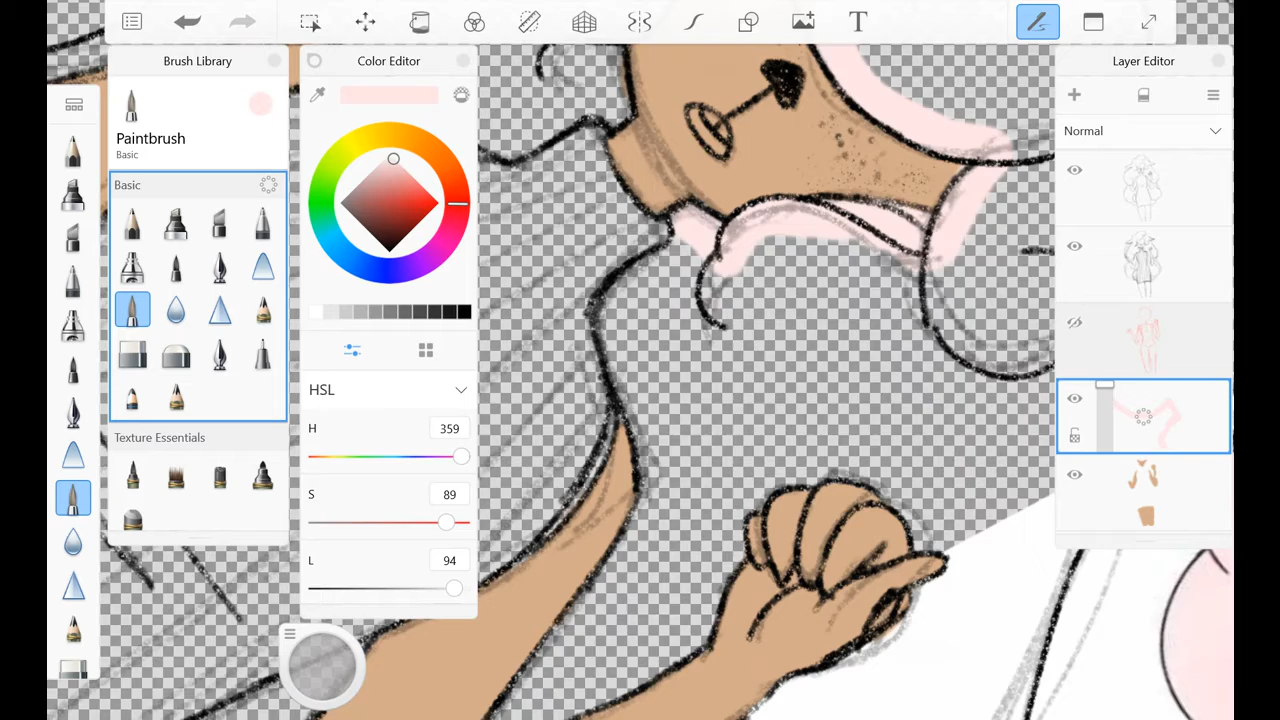 T
Brush Library
Color Editor
Layer Editor
Paintbrush
Basic
Normal
Basic
HSL
H 359
Texture Essentials
S 89
L 94